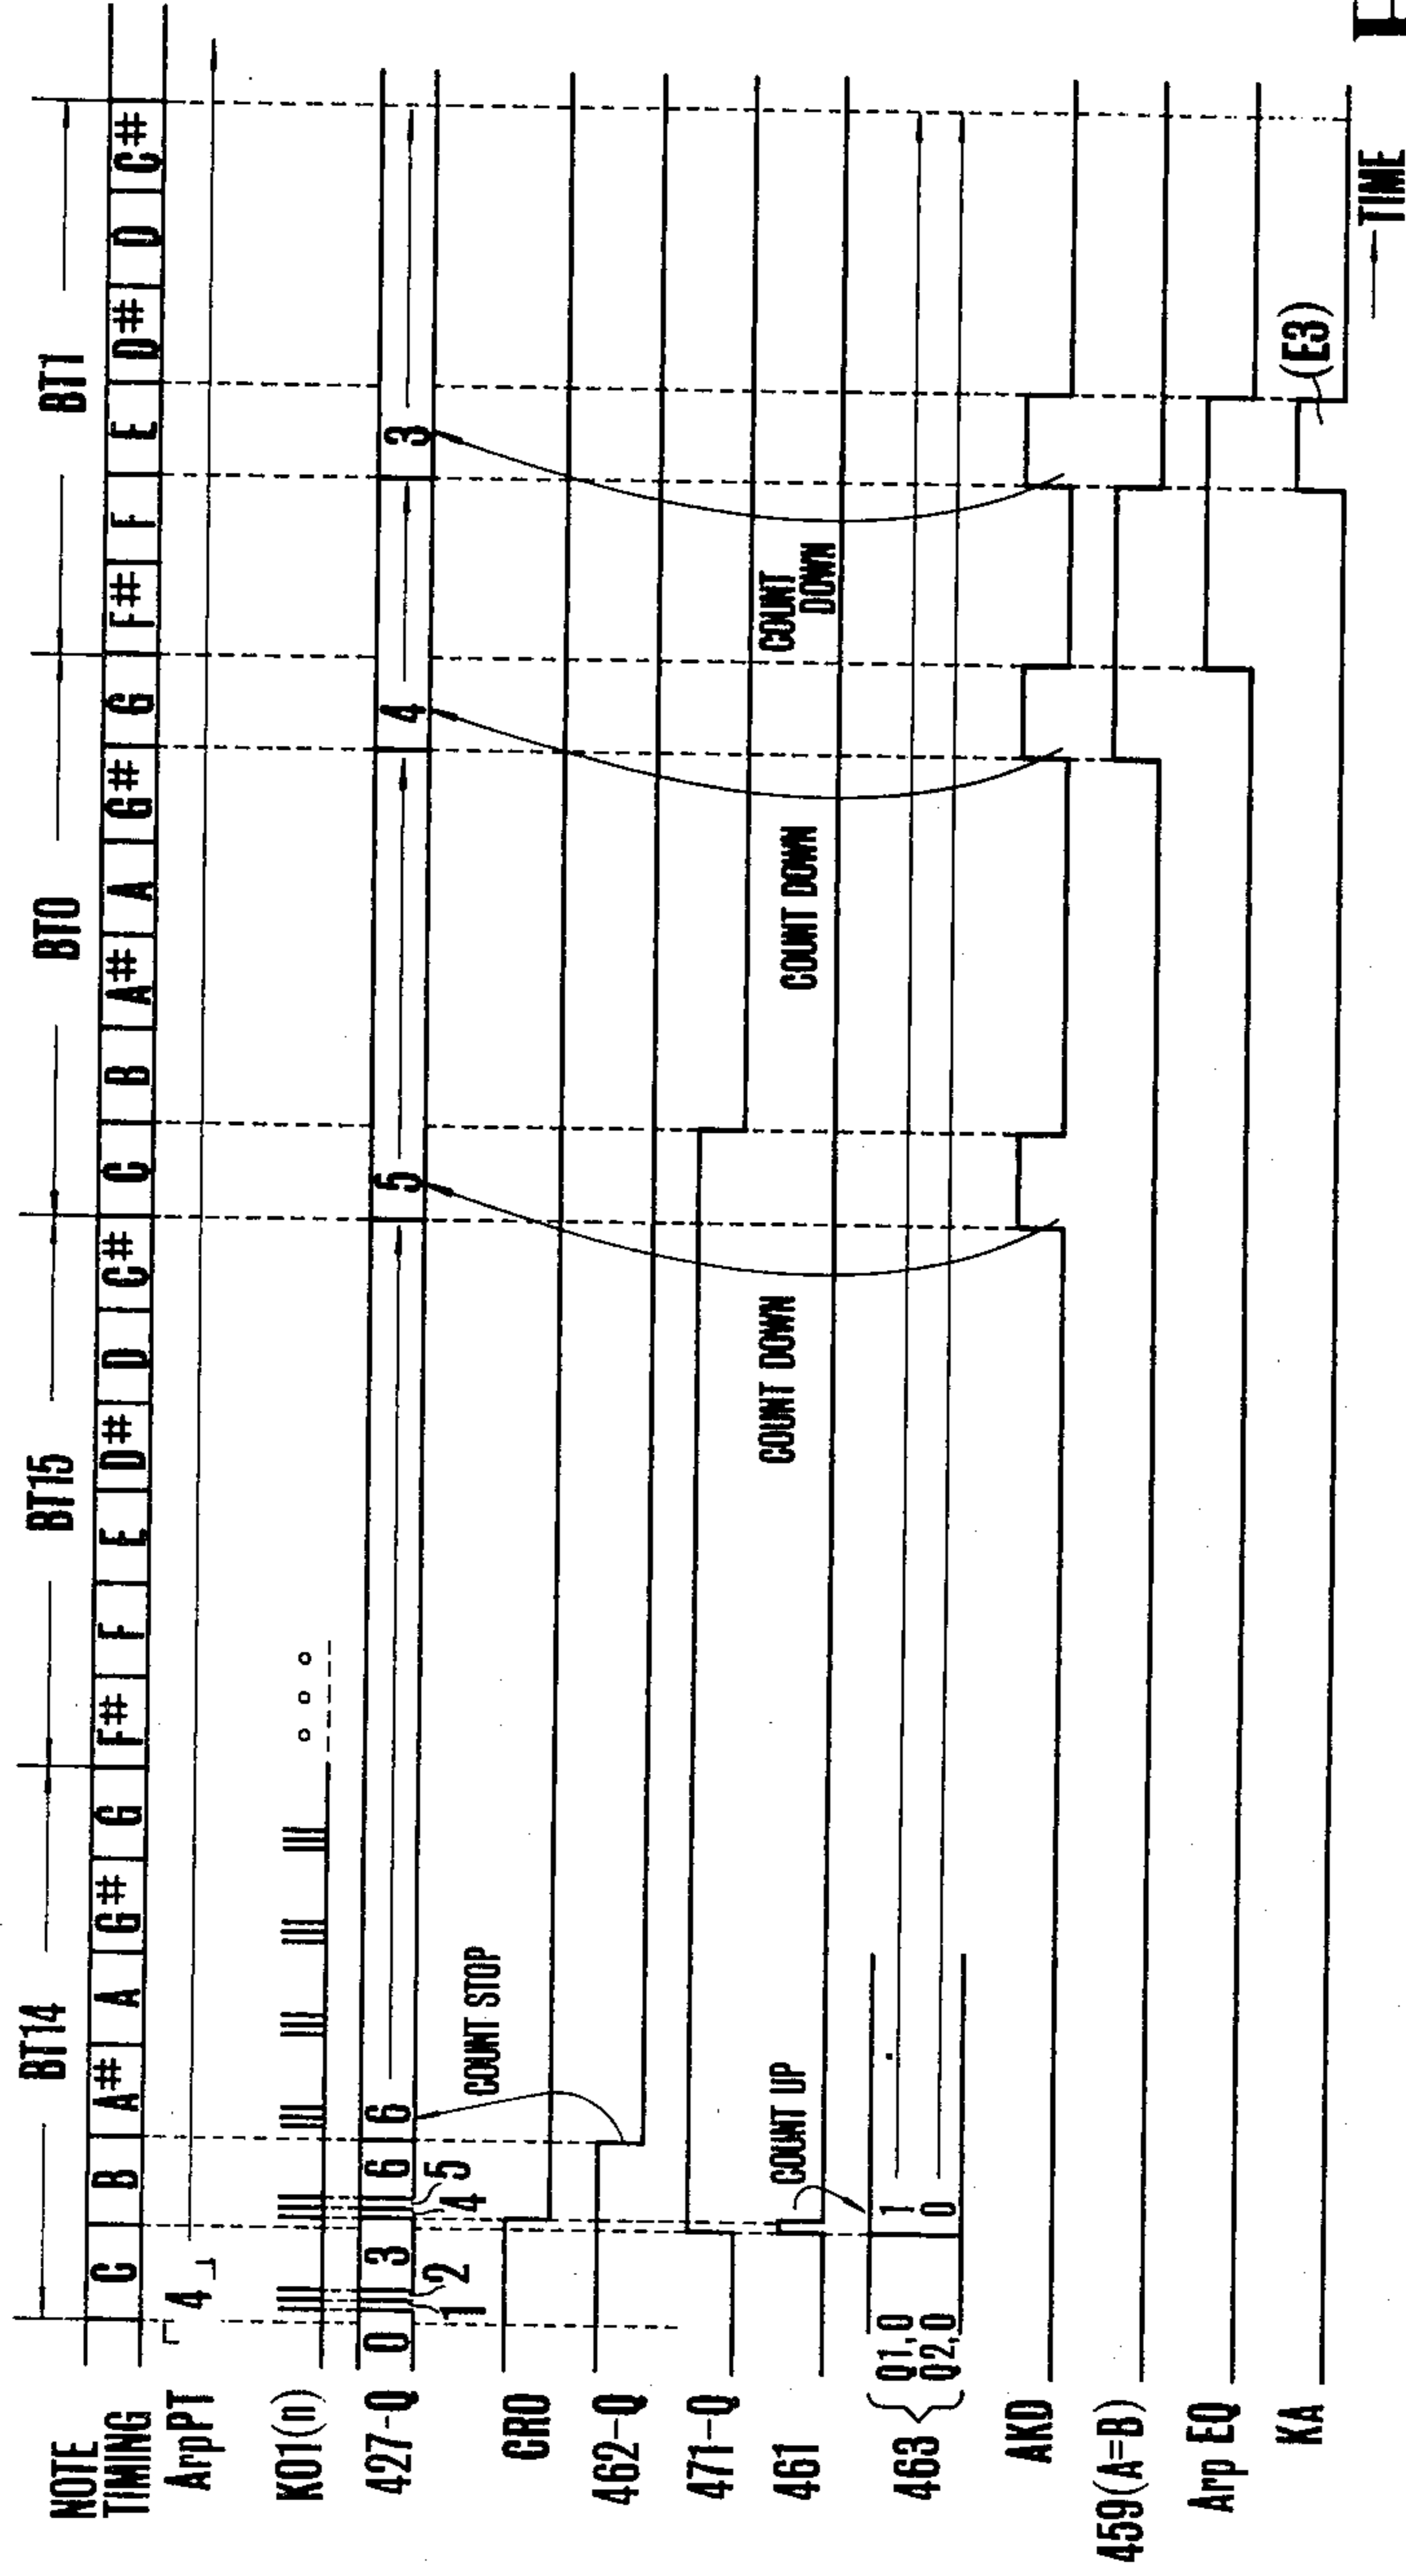 BT14 BT15 BT0 BT1
NOTE
TIMING
C B A# A G# G F# F E D# D C# C B A# A G# G F# F E D# D C#
ArpPT
「4」
K01(n)
427-Q
0 1 2 3 4 5 6 6 5 4 3
CRO
COUNT STOP
462-Q
471-Q
COUNT UP
COUNT DOWN
COUNT DOWN
COUNT
DOWN
461
463
Q1,0 1
Q2,0 0
AKD
459(A=B)
Arp EQ
KA
(E3)
TIME